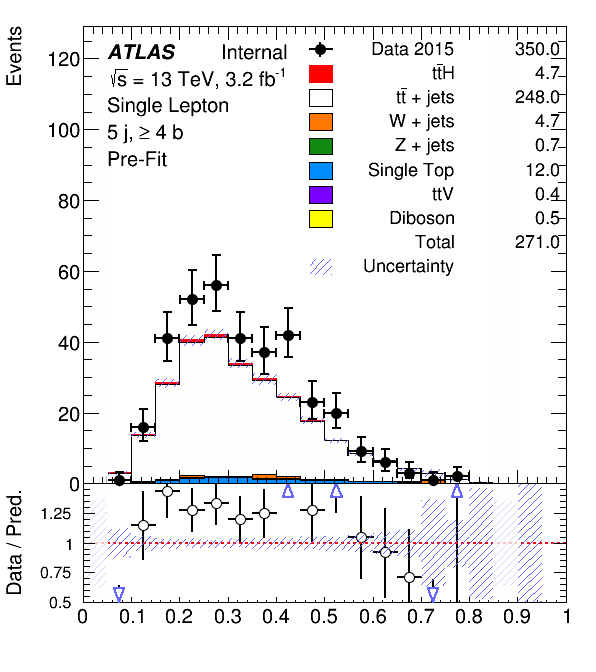 Events
ATLAS Internal
√s = 13 TeV, 3.2 fb-1
Single Lepton
5 j, ≥ 4 b
Pre-Fit
Data 2015 350.0
tt̄H 4.7
tt̄ + jets 248.0
W + jets 4.7
Z + jets 0.7
Single Top 12.0
ttV 0.4
Diboson 0.5
Total 271.0
Uncertainty
120
100
80
60
40
20
0
Data / Pred.
1.25
1
0.75
0.5
0 0.1 0.2 0.3 0.4 0.5 0.6 0.7 0.8 0.9 1